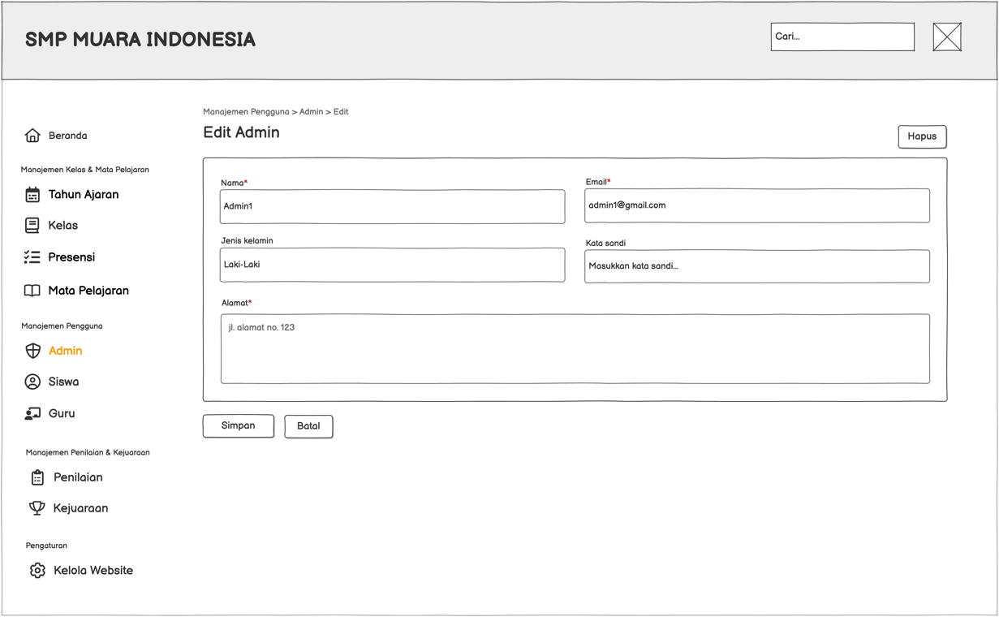 SMP MUARA INDONESIA
Cari...
Beranda
Manajemen Kelas & Mata Pelajaran
Tahun Ajaran
Kelas
Presensi
Mata Pelajaran
Manajemen Pengguna
Admin
Siswa
Guru
Manajemen Penilaian & Kejuaraan
Penilaian
Kejuaraan
Pengaturan
Kelola Website
Manajemen Pengguna > Admin > Edit
Edit Admin
Hapus
Nama*
Admin1
Email*
admin1@gmail.com
Jenis kelamin
Laki-Laki
Kata sandi
Masukkan kata sandi...
Alamat*
jl. alamat no. 123
Simpan
Batal